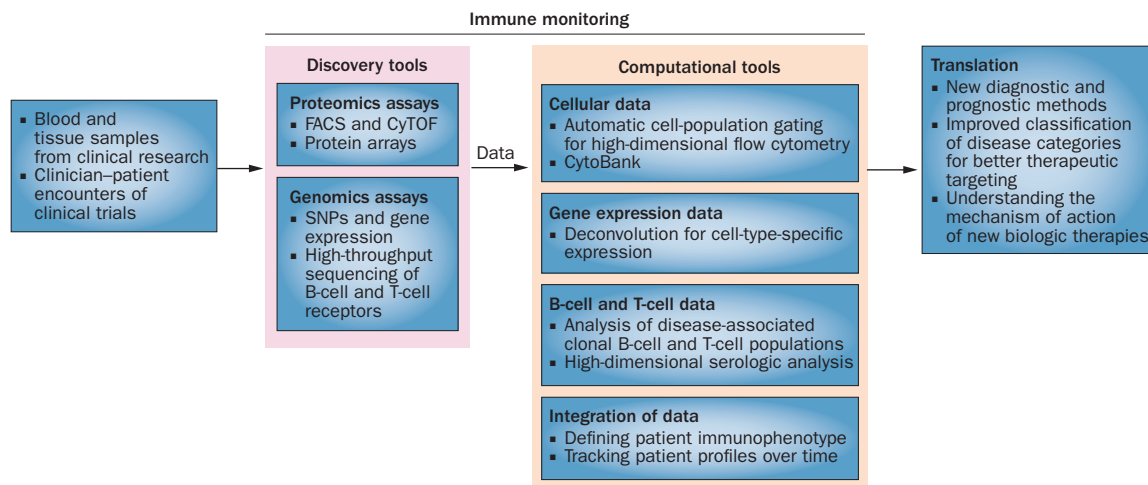 Immune monitoring
▪ Blood and
tissue samples
from clinical research
▪ Clinician–patient
encounters of
clinical trials
Discovery tools
Proteomics assays
▪ FACS and CyTOF
▪ Protein arrays
Genomics assays
▪ SNPs and gene
expression
▪ High-throughput
sequencing of
B-cell and T-cell
receptors
Data
Computational tools
Cellular data
▪ Automatic cell-population gating
for high-dimensional flow cytometry
▪ CytoBank
Gene expression data
▪ Deconvolution for cell-type-specific
expression
B-cell and T-cell data
▪ Analysis of disease-associated
clonal B-cell and T-cell populations
▪ High-dimensional serologic analysis
Integration of data
▪ Defining patient immunophenotype
▪ Tracking patient profiles over time
Translation
▪ New diagnostic and
prognostic methods
▪ Improved classification
of disease categories
for better therapeutic
targeting
▪ Understanding the
mechanism of action
of new biologic therapies